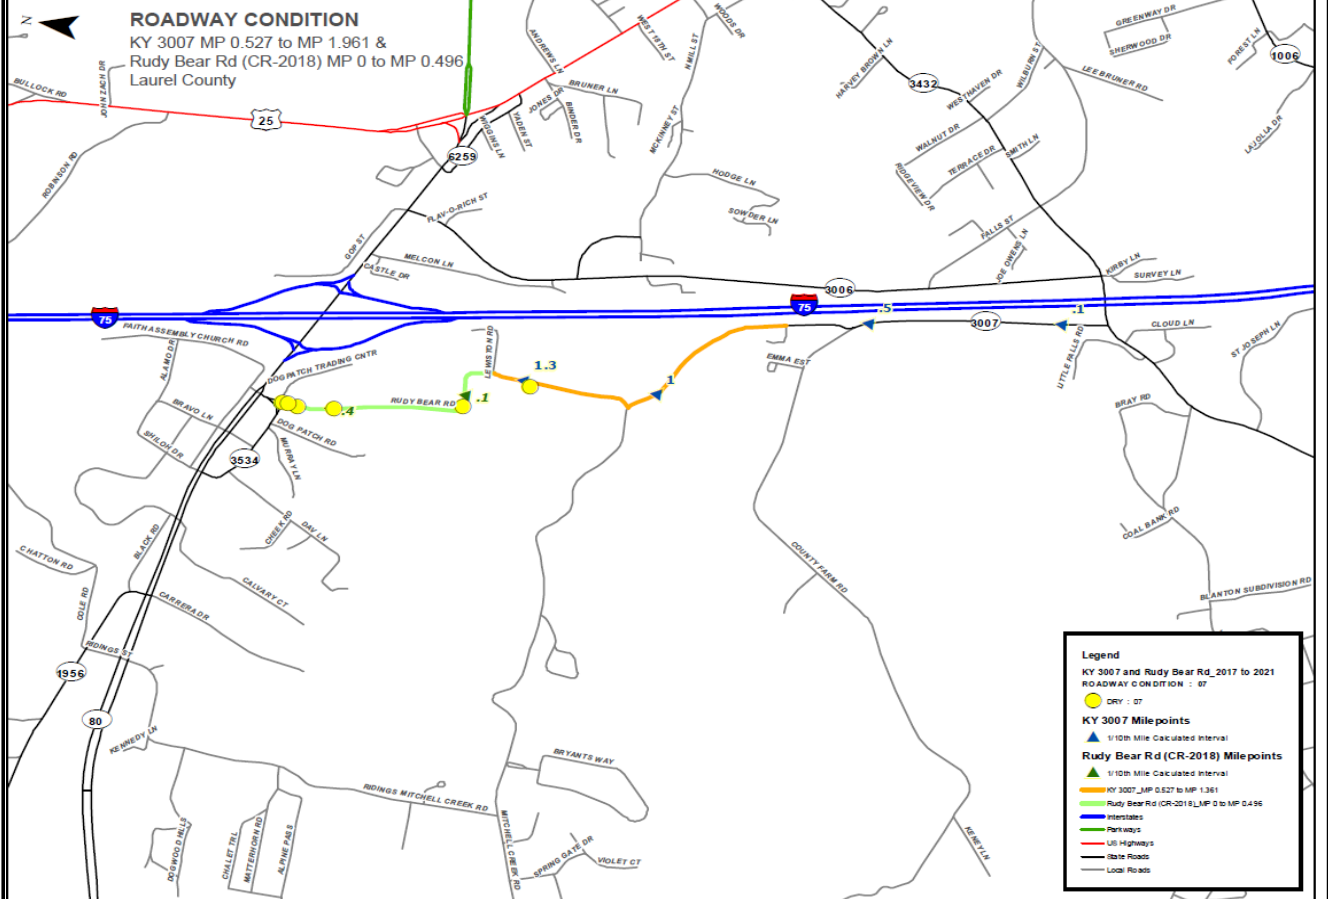 N
ROADWAY CONDITION
KY 3007 MP 0.527 to MP 1.961 &
Rudy Bear Rd (CR-2018) MP 0 to MP 0.496
Laurel County
BULLOCK RD
JOHN ZACH DR
ROBINSON RD
25
6259
ANDREWS LN
WEST 18TH ST
WOODS DR
N MILL ST
BRUNER LN
JONES DR
BINDER DR
YADEN ST
WIGGINS LN
MCKINNEY ST
HARVEY BROWN LN
3432
WESTHAVEN DR
WILBUR ST
GREENWAY DR
SHERWOOD DR
LEE BRUNER RD
FOREST LN
1006
LAJOLLA DR
WALNUT DR
TERRACE DR
SMITH LN
RIDGEVIEW DR
HODGE LN
SOWDER LN
FLAV-O-RICH ST
GOP ST
CASTLE DR
MELCON LN
FALLS ST
JOE OWENS LN
KIRBY LN
SURVEY LN
3006
75
75
.5
3007
.1
CLOUD LN
ST JOSEPH LN
LITTLE FALLS RD
FAITH ASSEMBLY CHURCH RD
ALAMO DR
DOG PATCH TRADING CNTR
LEWISTON RD
1.3
1
EMMA EST
BRAVO LN
.4
RUDY BEAR RD
.1
BRAY RD
SHILOH DR
3534
DOG PATCH RD
MURRAY LN
CHEEK RD
DAV LN
BLACK RD
COAL BANK RD
CHATTON RD
COLE RD
CALVARY CT
CARRERA DR
COUNTY FARM RD
BLANTON SUBDIVISION RD
RIDINGS ST
1956
80
KENNEDY LN
BRYANTS WAY
RIDINGS MITCHELL CREEK RD
MITCHELL CREEK RD
DOGWOOD HILLS
CHALET TRL
MATTERHORN RD
ALPINE PASS
SPRING GATE DR
VIOLET CT
KENEY LN
Legend
KY 3007 and Rudy Bear Rd_2017 to 2021
ROADWAY CONDITION : 07
DRY : 07
KY 3007 Milepoints
1/10th Mile Calculated Interval
Rudy Bear Rd (CR-2018) Milepoints
1/10th Mile Calculated Interval
KY 3007_MP 0.527 to MP 1.361
Rudy Bear Rd (CR-2018)_MP 0 to MP 0.496
Interstates
Parkways
US Highways
State Roads
Local Roads